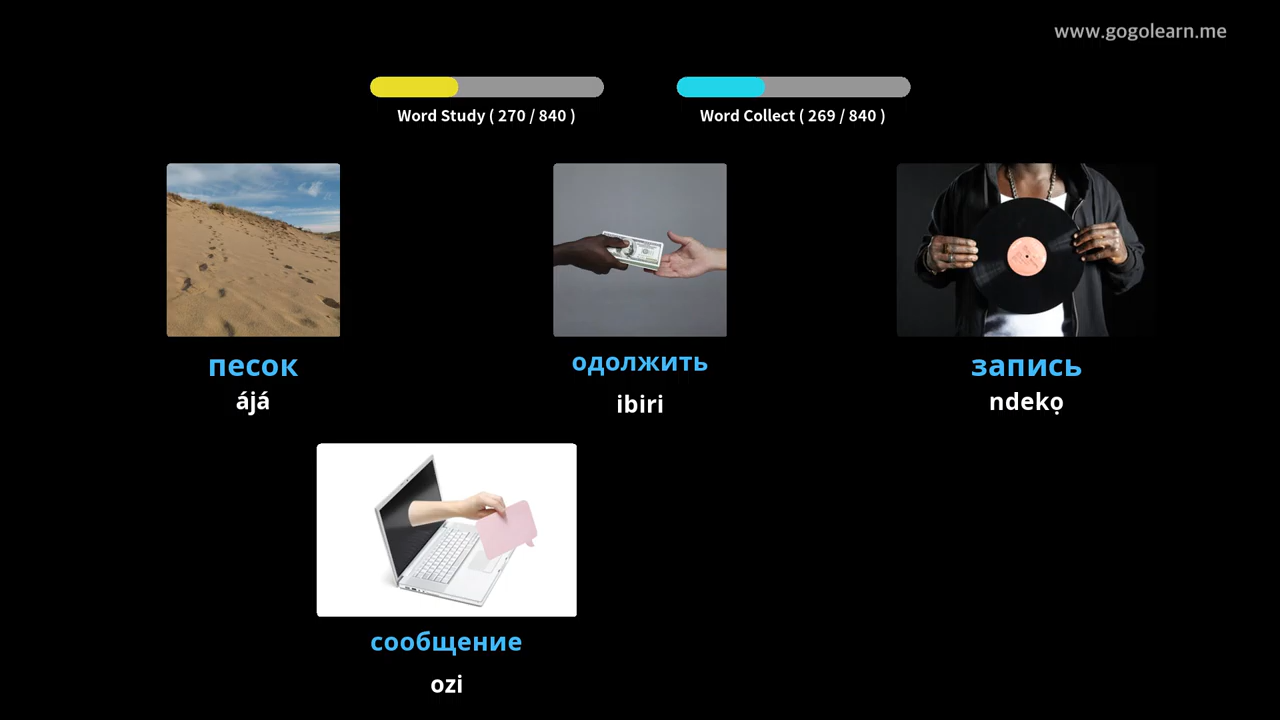 www.gogolearn.me
Word Study ( 270 / 840 )
Word Collect ( 269 / 840 )
песок
ájá
одолжить
ibiri
запись
ndekọ
сообщение
ozi